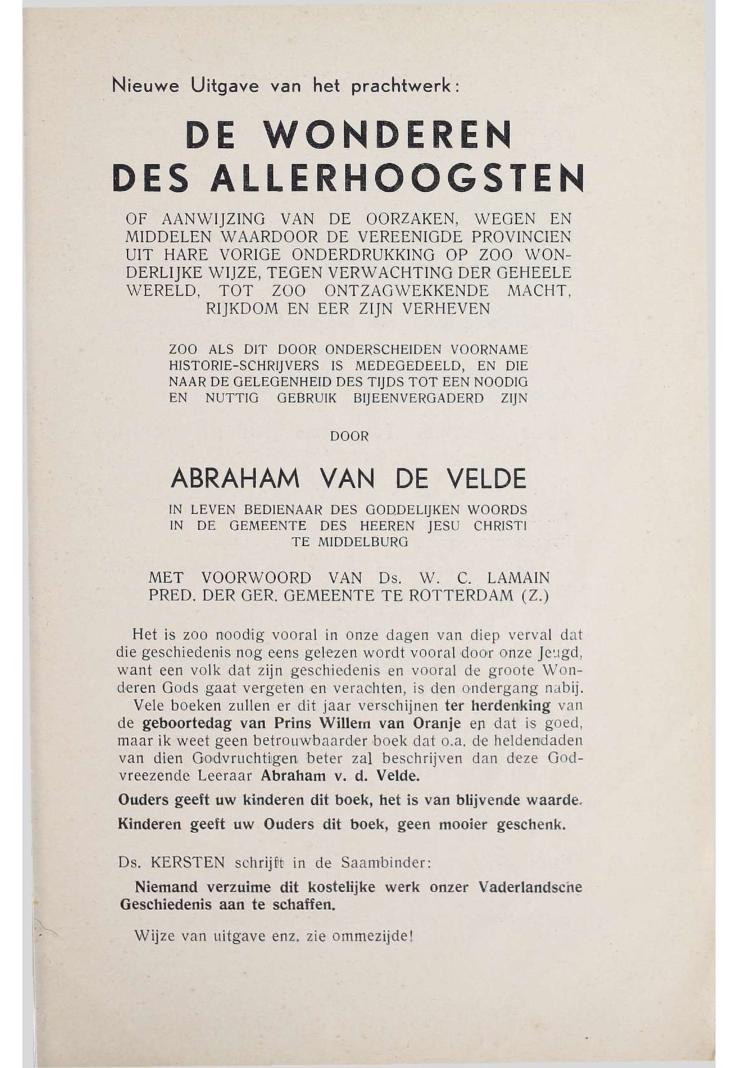 Nieuwe Uitgave van het prachtwerk:
DE WONDEREN
DES ALLERHOOGSTEN
OF AANWIJZING VAN DE OORZAKEN, WEGEN EN
MIDDELEN WAARDOOR DE VEREENIGDE PROVINCIEN
UIT HARE VORIGE ONDERDRUKKING OP ZOO WON-
DERLIJKE WIJZE, TEGEN VERWACHTING DER GEHEELE
WERELD, TOT ZOO ONTZAGWEKKENDE MACHT,
RIJKDOM EN EER ZIJN VERHEVEN
ZOO ALS DIT DOOR ONDERSCHEIDEN VOORNAME
HISTORIE-SCHRIJVERS IS MEDEGEDEELD, EN DIE
NAAR DE GELEGENHEID DES TIJDS TOT EEN NOODIG
EN NUTTIG GEBRUIK BIJEENVERGADERD ZIJN
DOOR
ABRAHAM VAN DE VELDE
IN LEVEN BEDIENAAR DES GODDELIJKEN WOORDS
IN DE GEMEENTE DES HEEREN JESU CHRISTI
TE MIDDELBURG
MET VOORWOORD VAN Ds. W. C. LAMAIN
PRED. DER GER. GEMEENTE TE ROTTERDAM (Z.)
Het is zoo noodig vooral in onze dagen van diep verval dat
die geschiedenis nog eens gelezen wordt vooral door onze Jeugd,
want een volk dat zijn geschiedenis en vooral de groote Won-
deren Gods gaat vergeten en verachten, is den ondergang nabij.
Vele boeken zullen er dit jaar verschijnen ter herdenking van
de geboortedag van Prins Willem van Oranje en dat is goed,
maar ik weet geen betrouwbaarder boek dat o.a. de heldendaden
van dien Godvruchtigen beter zal beschrijven dan deze God-
vreezende Leeraar Abraham v. d. Velde.
Ouders geeft uw kinderen dit boek, het is van blijvende waarde.
Kinderen geeft uw Ouders dit boek, geen mooier geschenk.
Ds. KERSTEN schrijft in de Saambinder:
Niemand verzuime dit kostelijke werk onzer Vaderlandsche
Geschiedenis aan te schaffen.
Wijze van uitgave enz. zie ommezijde!